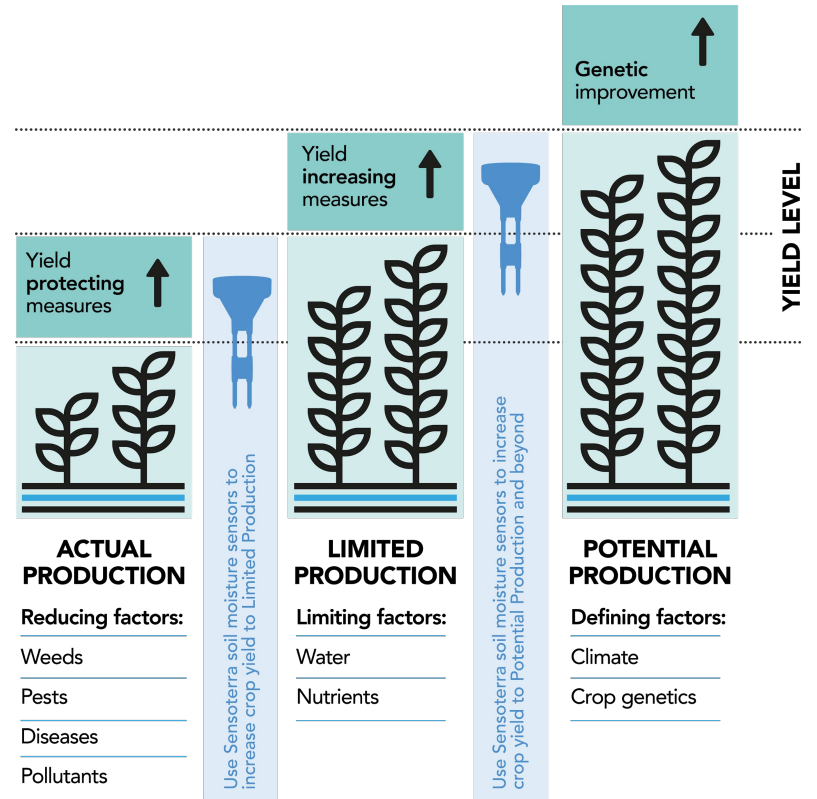 Genetic
improvement
Yield
increasing
measures
Yield
protecting
measures
YIELD LEVEL
Use Sensoterra soil moisture sensors to
increase crop yield to Limited Production
Use Sensoterra soil moisture sensors to increase
crop yield to Potential Production and beyond
ACTUAL
PRODUCTION
Reducing factors:
Weeds
Pests
Diseases
Pollutants
LIMITED
PRODUCTION
Limiting factors:
Water
Nutrients
POTENTIAL
PRODUCTION
Defining factors:
Climate
Crop genetics